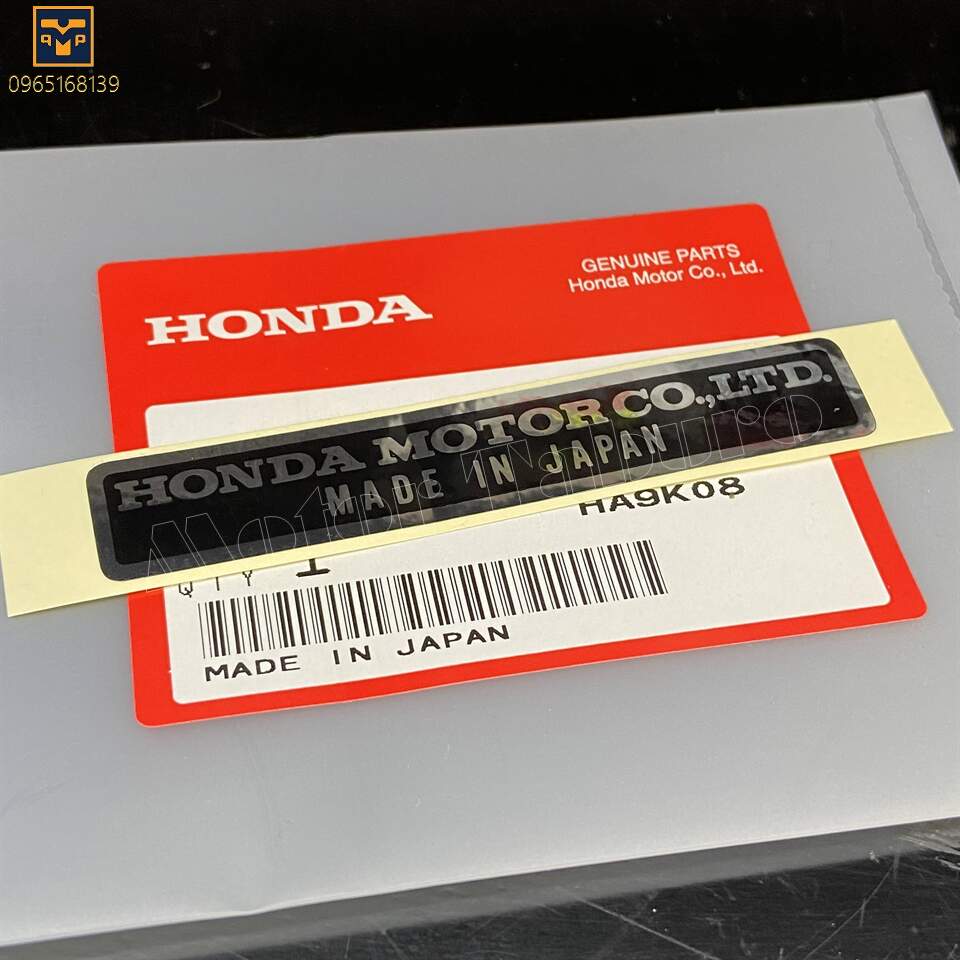 0965168139
GENUINE PARTS
Honda Motor Co., Ltd.
HONDA
HONDA MOTOR CO.,LTD.
MADE IN JAPAN
HA9K08
QTY 1
MADE IN JAPAN